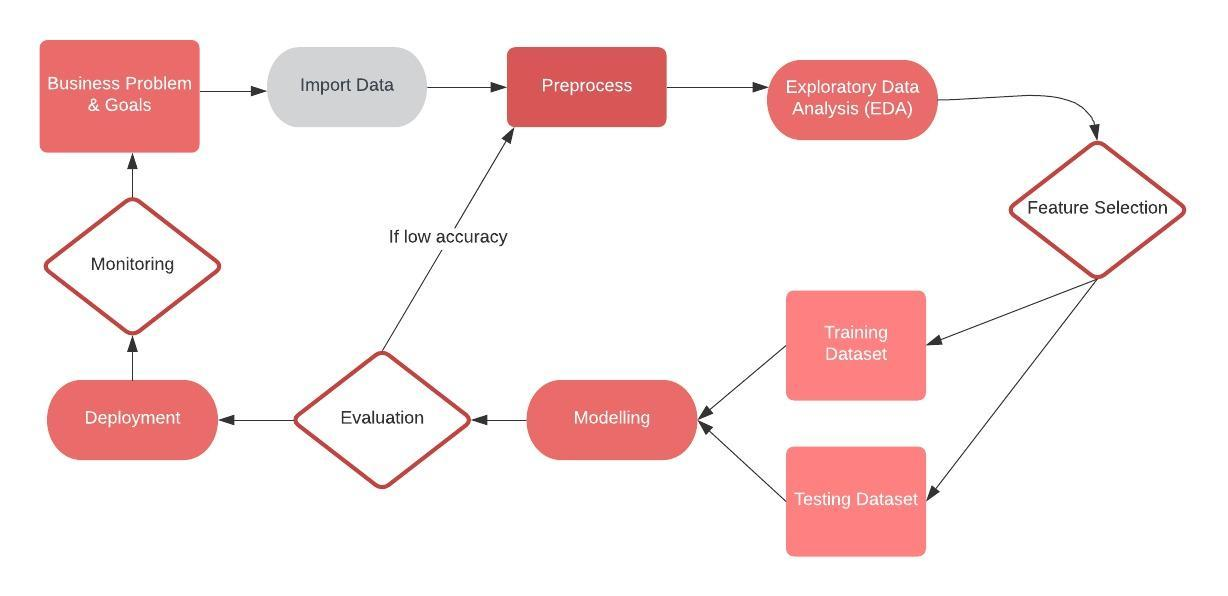 Business Problem
& Goals
Import Data
Preprocess
Exploratory Data
Analysis (EDA)
Feature Selection
If low accuracy
Monitoring
Training
Dataset
Deployment
Evaluation
Modelling
Testing Dataset